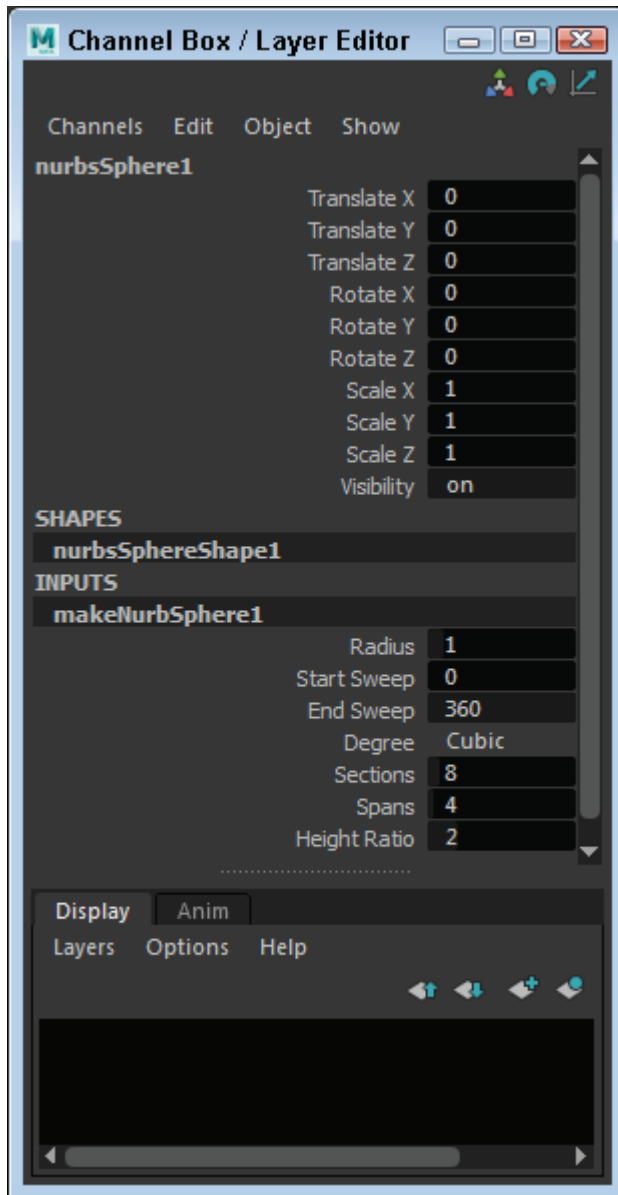 Channel Box / Layer Editor
Channels Edit Object Show
nurbsSphere1
Translate X 0
Translate Y 0
Translate Z 0
Rotate X 0
Rotate Y 0
Rotate Z 0
Scale X 1
Scale Y 1
Scale Z 1
Visibility on
SHAPES
nurbsSphereShape1
INPUTS
makeNurbSphere1
Radius 1
Start Sweep 0
End Sweep 360
Degree Cubic
Sections 8
Spans 4
Height Ratio 2
Display Anim
Layers Options Help